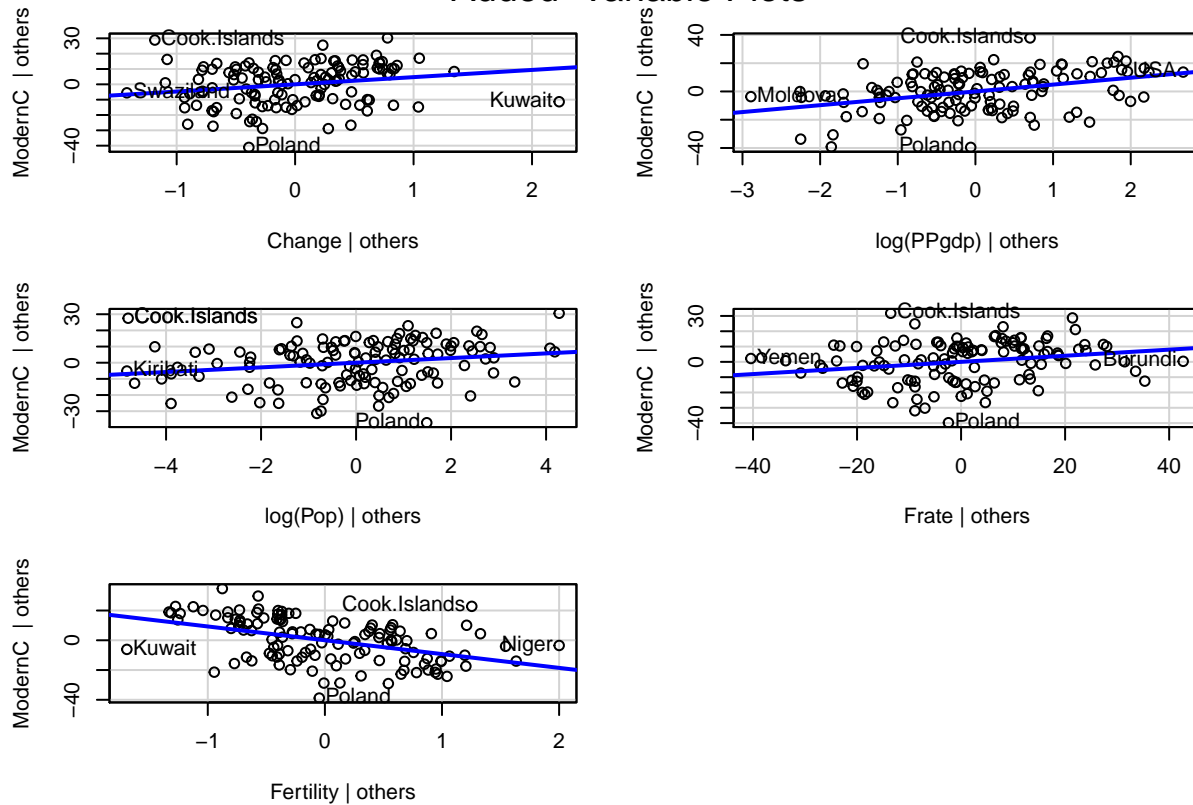 Added−Variable Plots
ModernC | others
30
0
−40
Cook.Islands
Swaziland
Kuwait
Poland
−1
0
1
2
Change | others
ModernC | others
40
0
−40
Cook.Islands
Moldova
USA
Poland
−3
−2
−1
0
1
2
log(PPgdp) | others
ModernC | others
30
0
−30
Cook.Islands
Kiribati
Poland
−4
−2
0
2
4
log(Pop) | others
ModernC | others
30
0
−40
Cook.Islands
Yemen
Burundi
Poland
−40
−20
0
20
40
Frate | others
ModernC | others
0
−40
Cook.Islands
Kuwait
Niger
Poland
−1
0
1
2
Fertility | others